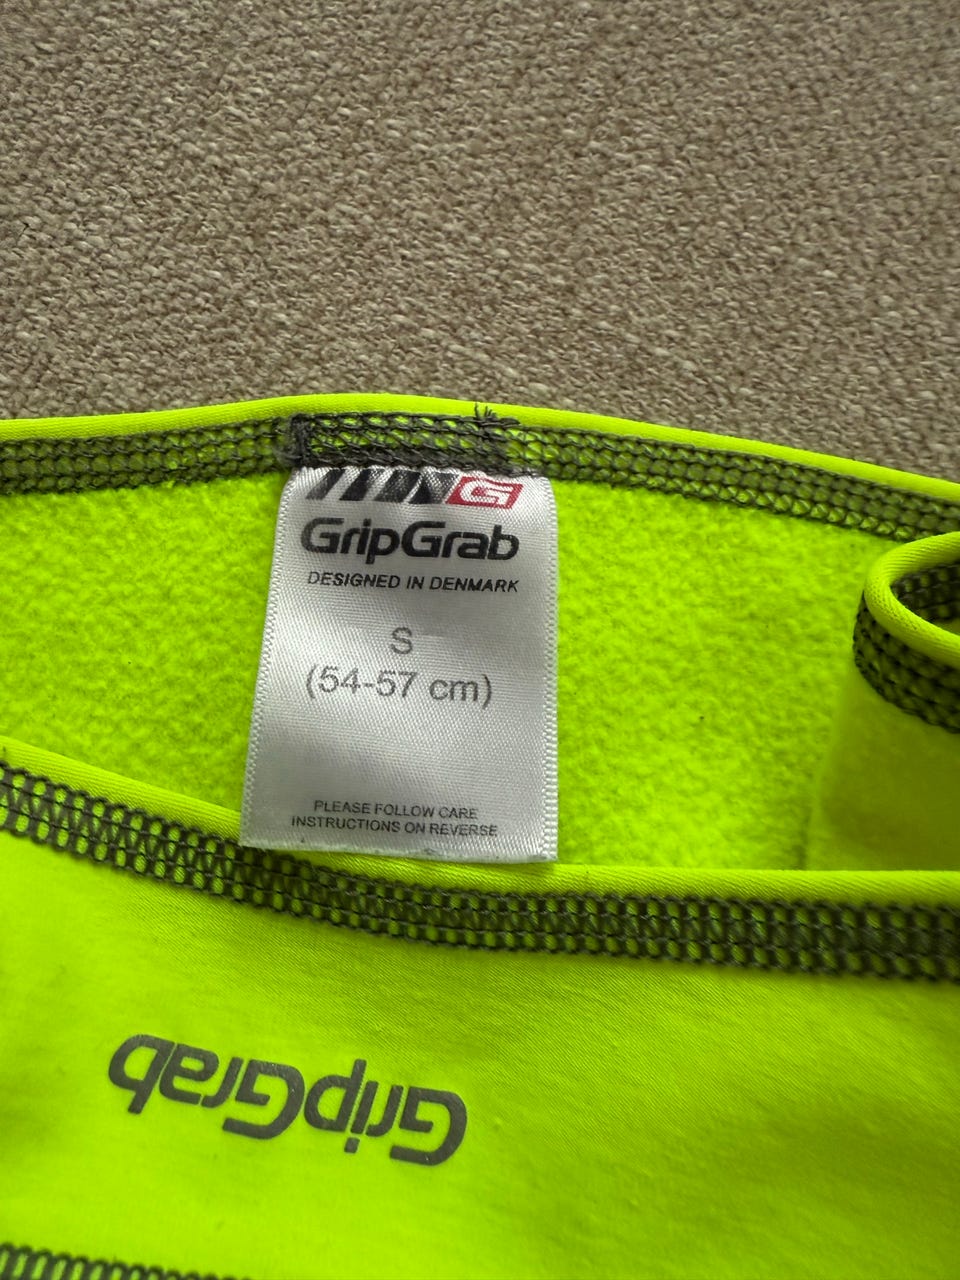 G
GripGrab
DESIGNED IN DENMARK
S
(54-57 cm)
PLEASE FOLLOW CARE
INSTRUCTIONS ON REVERSE
GripGrab